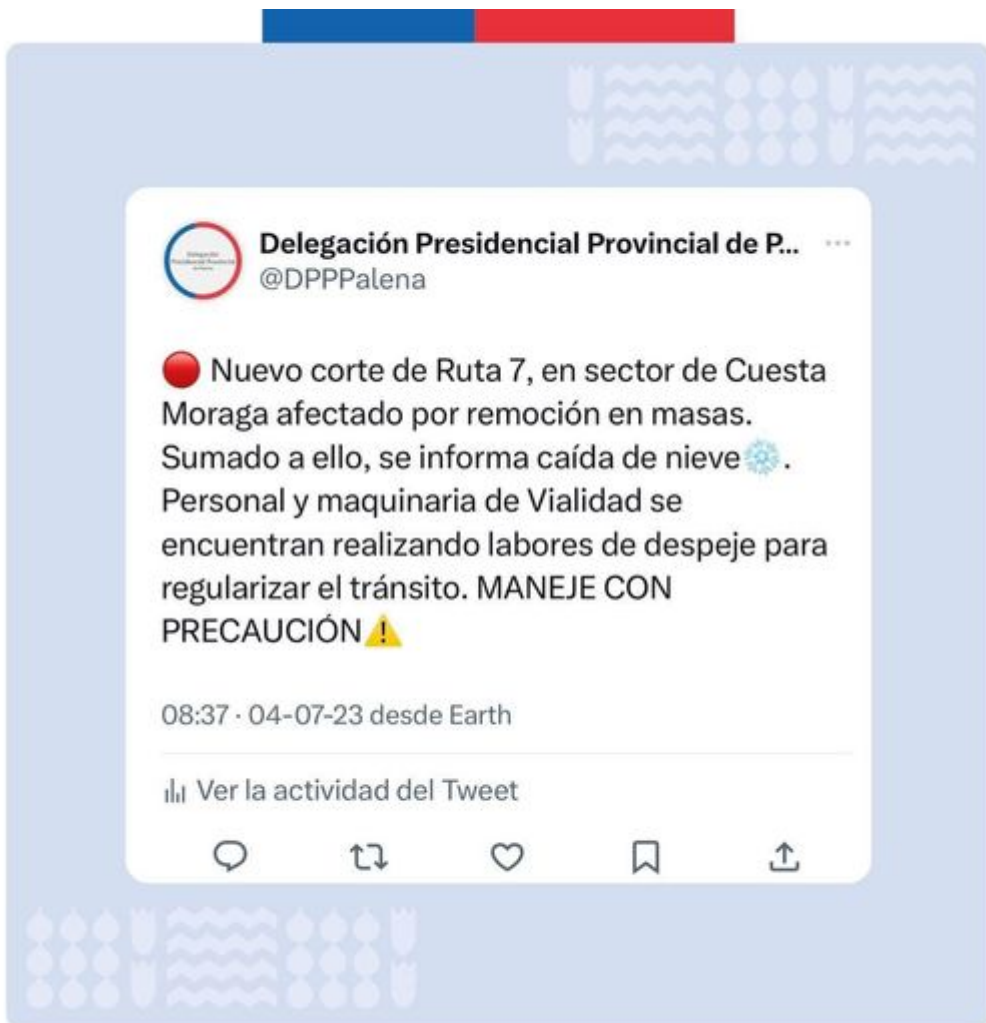 Delegación Presidencial Provincial de P...
@DPPPalena
🔴 Nuevo corte de Ruta 7, en sector de Cuesta
Moraga afectado por remoción en masas.
Sumado a ello, se informa caída de nieve❄️.
Personal y maquinaria de Vialidad se
encuentran realizando labores de despeje para
regularizar el tránsito. MANEJE CON
PRECAUCIÓN⚠️
08:37 · 04-07-23 desde Earth
Ver la actividad del Tweet